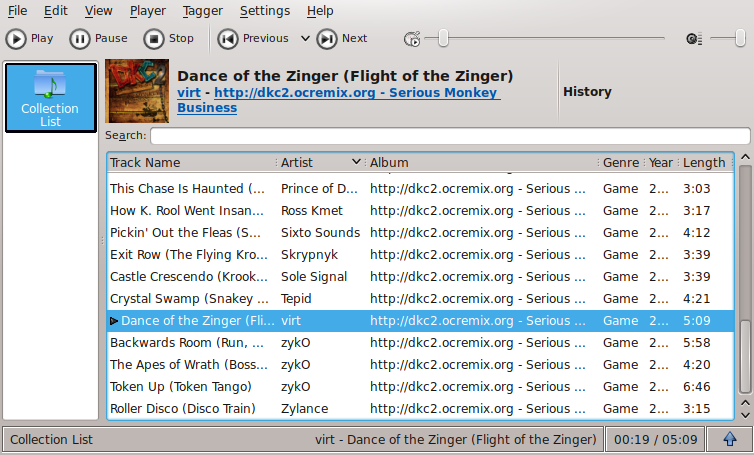 File Edit View Player Tagger Settings Help
Play Pause Stop Previous Next
Collection
List
DKC2
Dance of the Zinger (Flight of the Zinger)
virt - http://dkc2.ocremix.org - Serious Monkey
Business
History
Search:
Track Name Artist Album Genre Year Length
This Chase Is Haunted (... Prince of D... http://dkc2.ocremix.org - Serious ... Game 2... 3:03
How K. Rool Went Insan... Ross Kmet http://dkc2.ocremix.org - Serious ... Game 2... 3:17
Pickin' Out the Fleas (S... Sixto Sounds http://dkc2.ocremix.org - Serious ... Game 2... 4:12
Exit Row (The Flying Kro... Skrypnyk http://dkc2.ocremix.org - Serious ... Game 2... 3:39
Castle Crescendo (Krook... Sole Signal http://dkc2.ocremix.org - Serious ... Game 2... 3:39
Crystal Swamp (Snakey ... Tepid http://dkc2.ocremix.org - Serious ... Game 2... 4:21
Dance of the Zinger (Fli... virt http://dkc2.ocremix.org - Serious ... Game 2... 5:09
Backwards Room (Run, ... zykO http://dkc2.ocremix.org - Serious ... Game 2... 5:58
The Apes of Wrath (Boss... zykO http://dkc2.ocremix.org - Serious ... Game 2... 4:20
Token Up (Token Tango) zykO http://dkc2.ocremix.org - Serious ... Game 2... 6:46
Roller Disco (Disco Train) Zylance http://dkc2.ocremix.org - Serious ... Game 2... 3:15
Collection List virt - Dance of the Zinger (Flight of the Zinger) 00:19 / 05:09